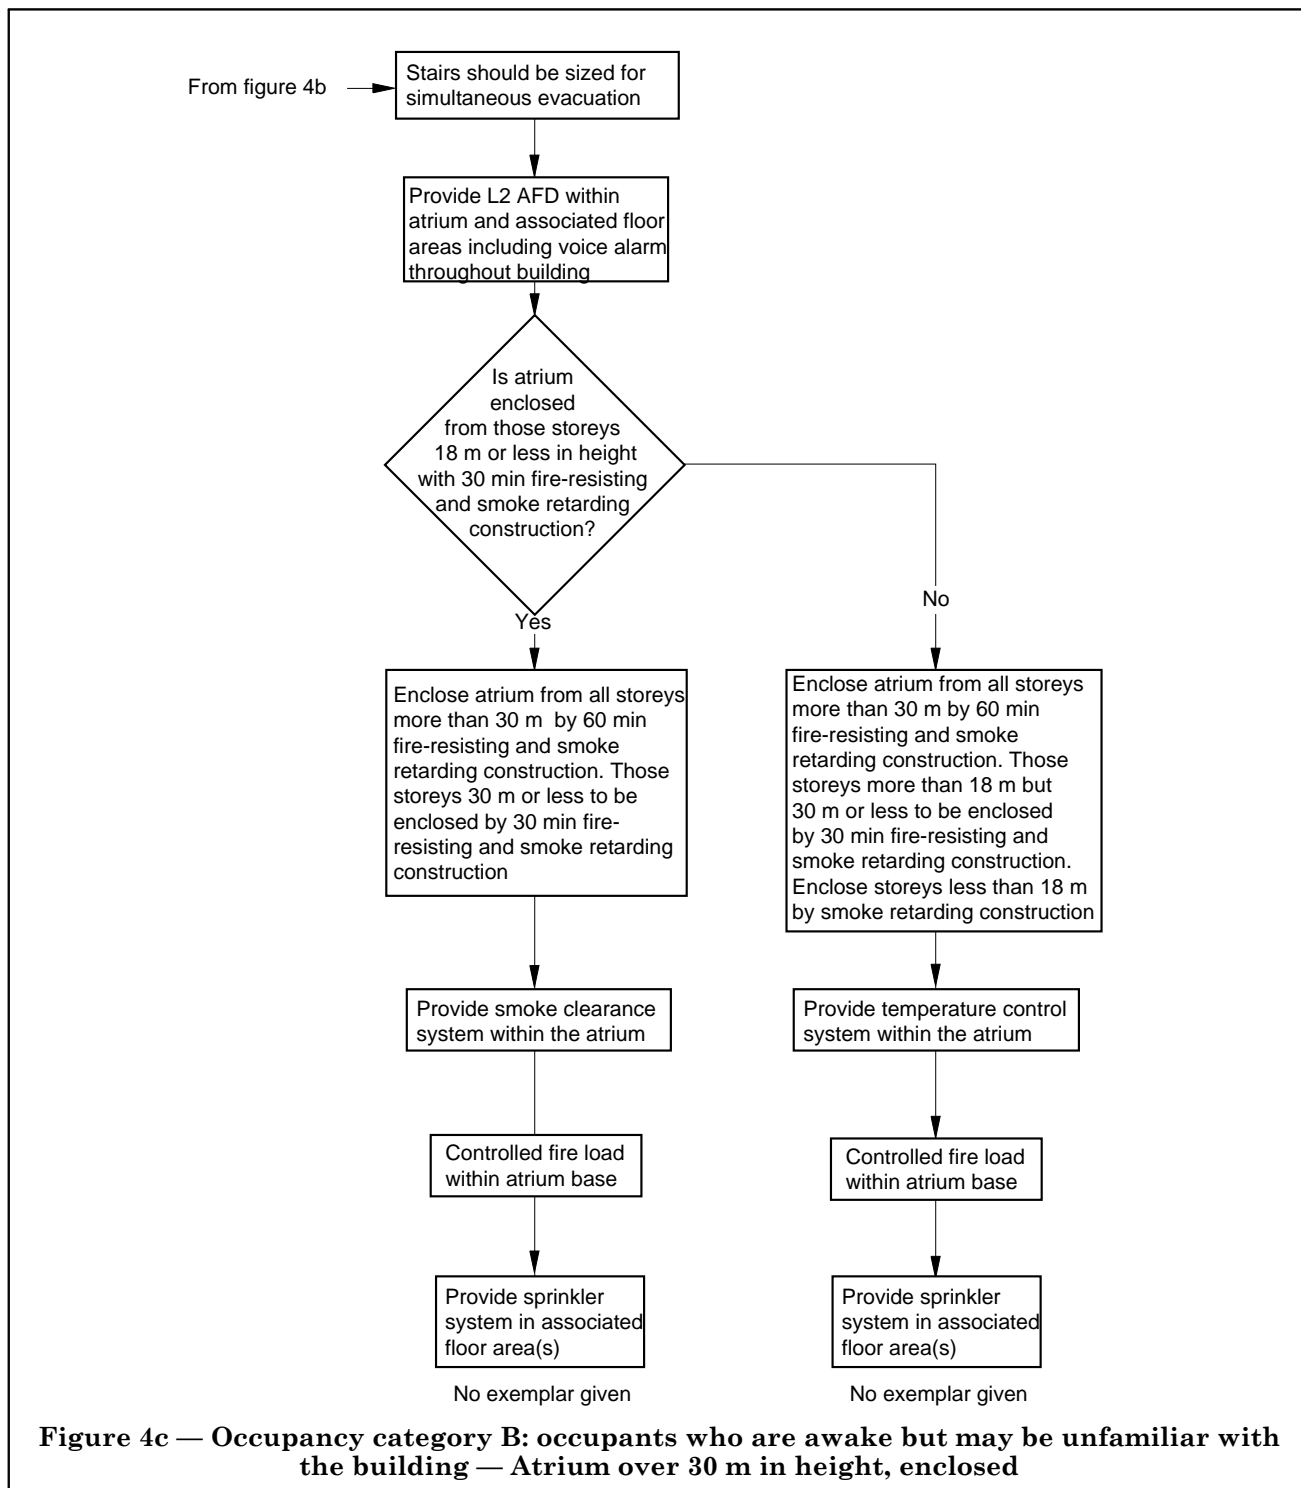 From figure 4b
Stairs should be sized for
simultaneous evacuation
Provide L2 AFD within
atrium and associated floor
areas including voice alarm
throughout building
Is atrium
enclosed
from those storeys
18 m or less in height
with 30 min fire-resisting
and smoke retarding
construction?
Yes
No
Enclose atrium from all storeys
more than 30 m by 60 min
fire-resisting and smoke
retarding construction. Those
storeys 30 m or less to be
enclosed by 30 min fire-
resisting and smoke retarding
construction
Enclose atrium from all storeys
more than 30 m by 60 min
fire-resisting and smoke
retarding construction. Those
storeys more than 18 m but
30 m or less to be enclosed
by 30 min fire-resisting and
smoke retarding construction.
Enclose storeys less than 18 m
by smoke retarding construction
Provide smoke clearance
system within the atrium
Provide temperature control
system within the atrium
Controlled fire load
within atrium base
Controlled fire load
within atrium base
Provide sprinkler
system in associated
floor area(s)
Provide sprinkler
system in associated
floor area(s)
No exemplar given
No exemplar given
Figure 4c — Occupancy category B: occupants who are awake but may be unfamiliar with
the building — Atrium over 30 m in height, enclosed